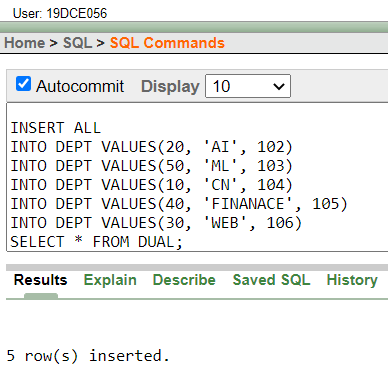 User: 19DCE056
Home > SQL > SQL Commands
Autocommit Display 10
INSERT ALL
INTO DEPT VALUES(20, 'AI', 102)
INTO DEPT VALUES(50, 'ML', 103)
INTO DEPT VALUES(10, 'CN', 104)
INTO DEPT VALUES(40, 'FINANACE', 105)
INTO DEPT VALUES(30, 'WEB', 106)
SELECT * FROM DUAL;
Results Explain Describe Saved SQL History
5 row(s) inserted.